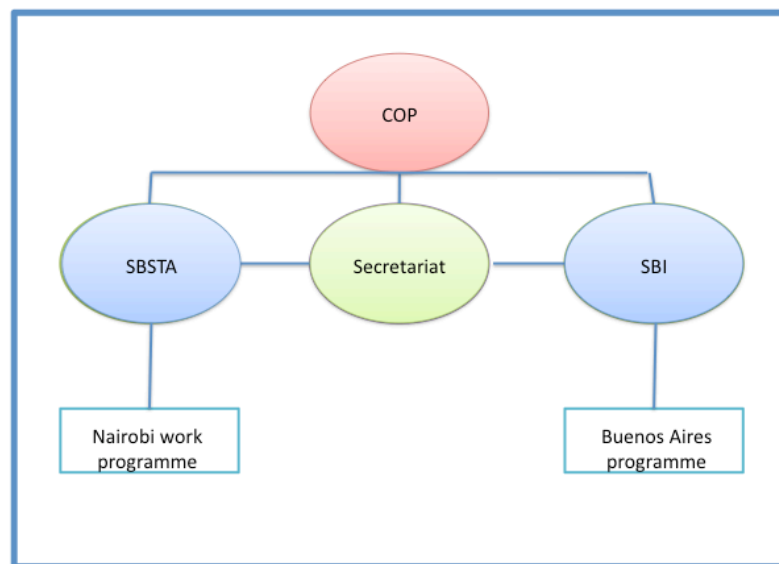 COP
SBSTA
Secretariat
SBI
Nairobi work
programme
Buenos Aires
programme